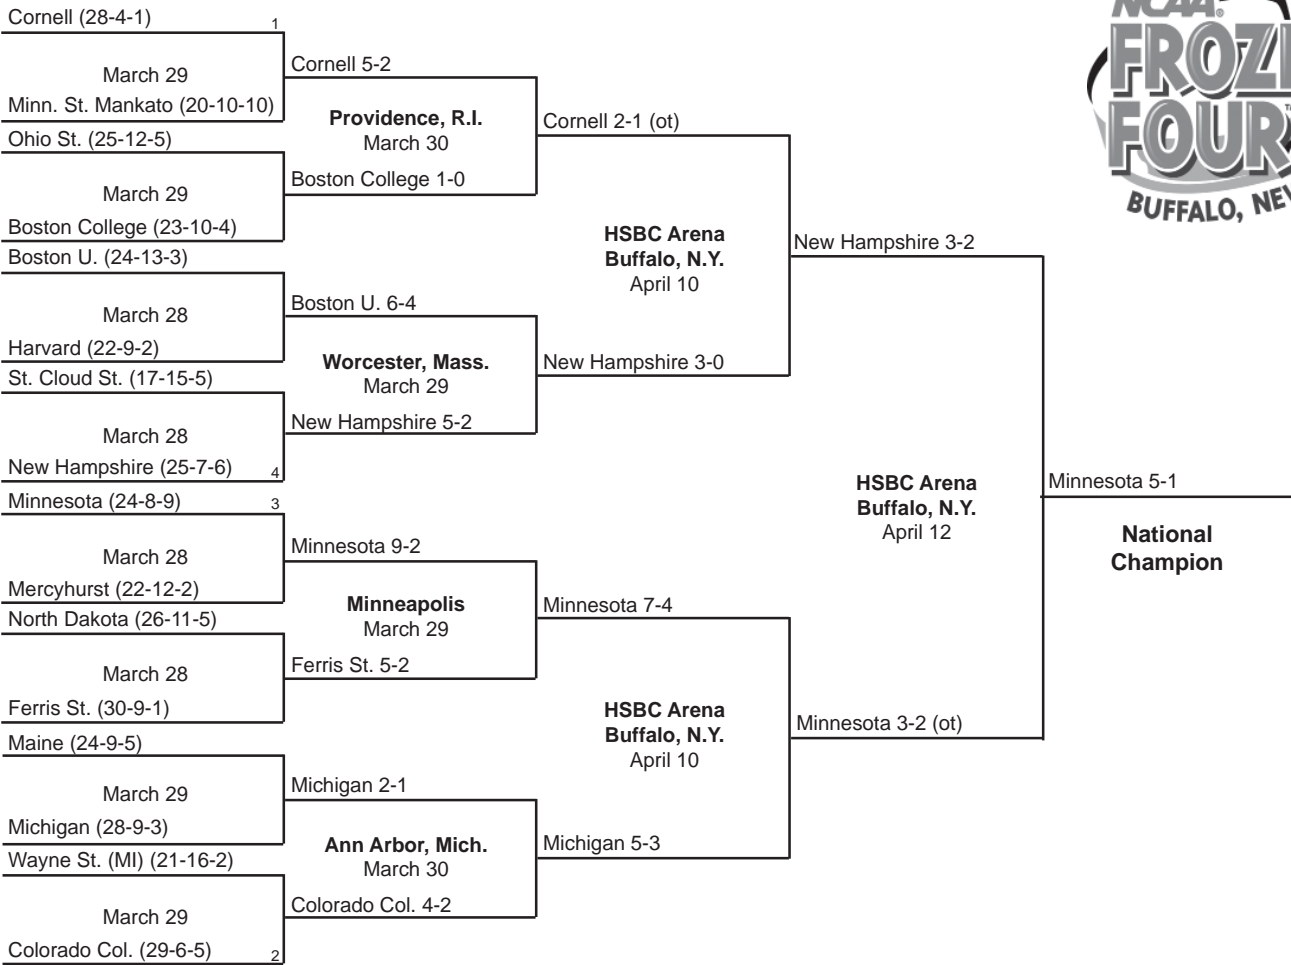 Cornell (28-4-1)
1
March 29
Minn. St. Mankato (20-10-10)
Ohio St. (25-12-5)
March 29
Boston College (23-10-4)
Boston U. (24-13-3)
March 28
Harvard (22-9-2)
St. Cloud St. (17-15-5)
March 28
New Hampshire (25-7-6)
4
Minnesota (24-8-9)
3
March 28
Mercyhurst (22-12-2)
North Dakota (26-11-5)
March 28
Ferris St. (30-9-1)
Maine (24-9-5)
March 29
Michigan (28-9-3)
Wayne St. (MI) (21-16-2)
March 29
Colorado Col. (29-6-5)
2
Cornell 5-2
Providence, R.I.
March 30
Boston College 1-0
Boston U. 6-4
Worcester, Mass.
March 29
New Hampshire 5-2
Minnesota 9-2
Minneapolis
March 29
Ferris St. 5-2
Michigan 2-1
Ann Arbor, Mich.
March 30
Colorado Col. 4-2
Cornell 2-1 (ot)
HSBC Arena
Buffalo, N.Y.
April 10
New Hampshire 3-0
Minnesota 7-4
HSBC Arena
Buffalo, N.Y.
April 10
Michigan 5-3
New Hampshire 3-2
HSBC Arena
Buffalo, N.Y.
April 12
Minnesota 3-2 (ot)
Minnesota 5-1
National
Champion
NCAA®
FROZE
FOUR
BUFFALO, NEW